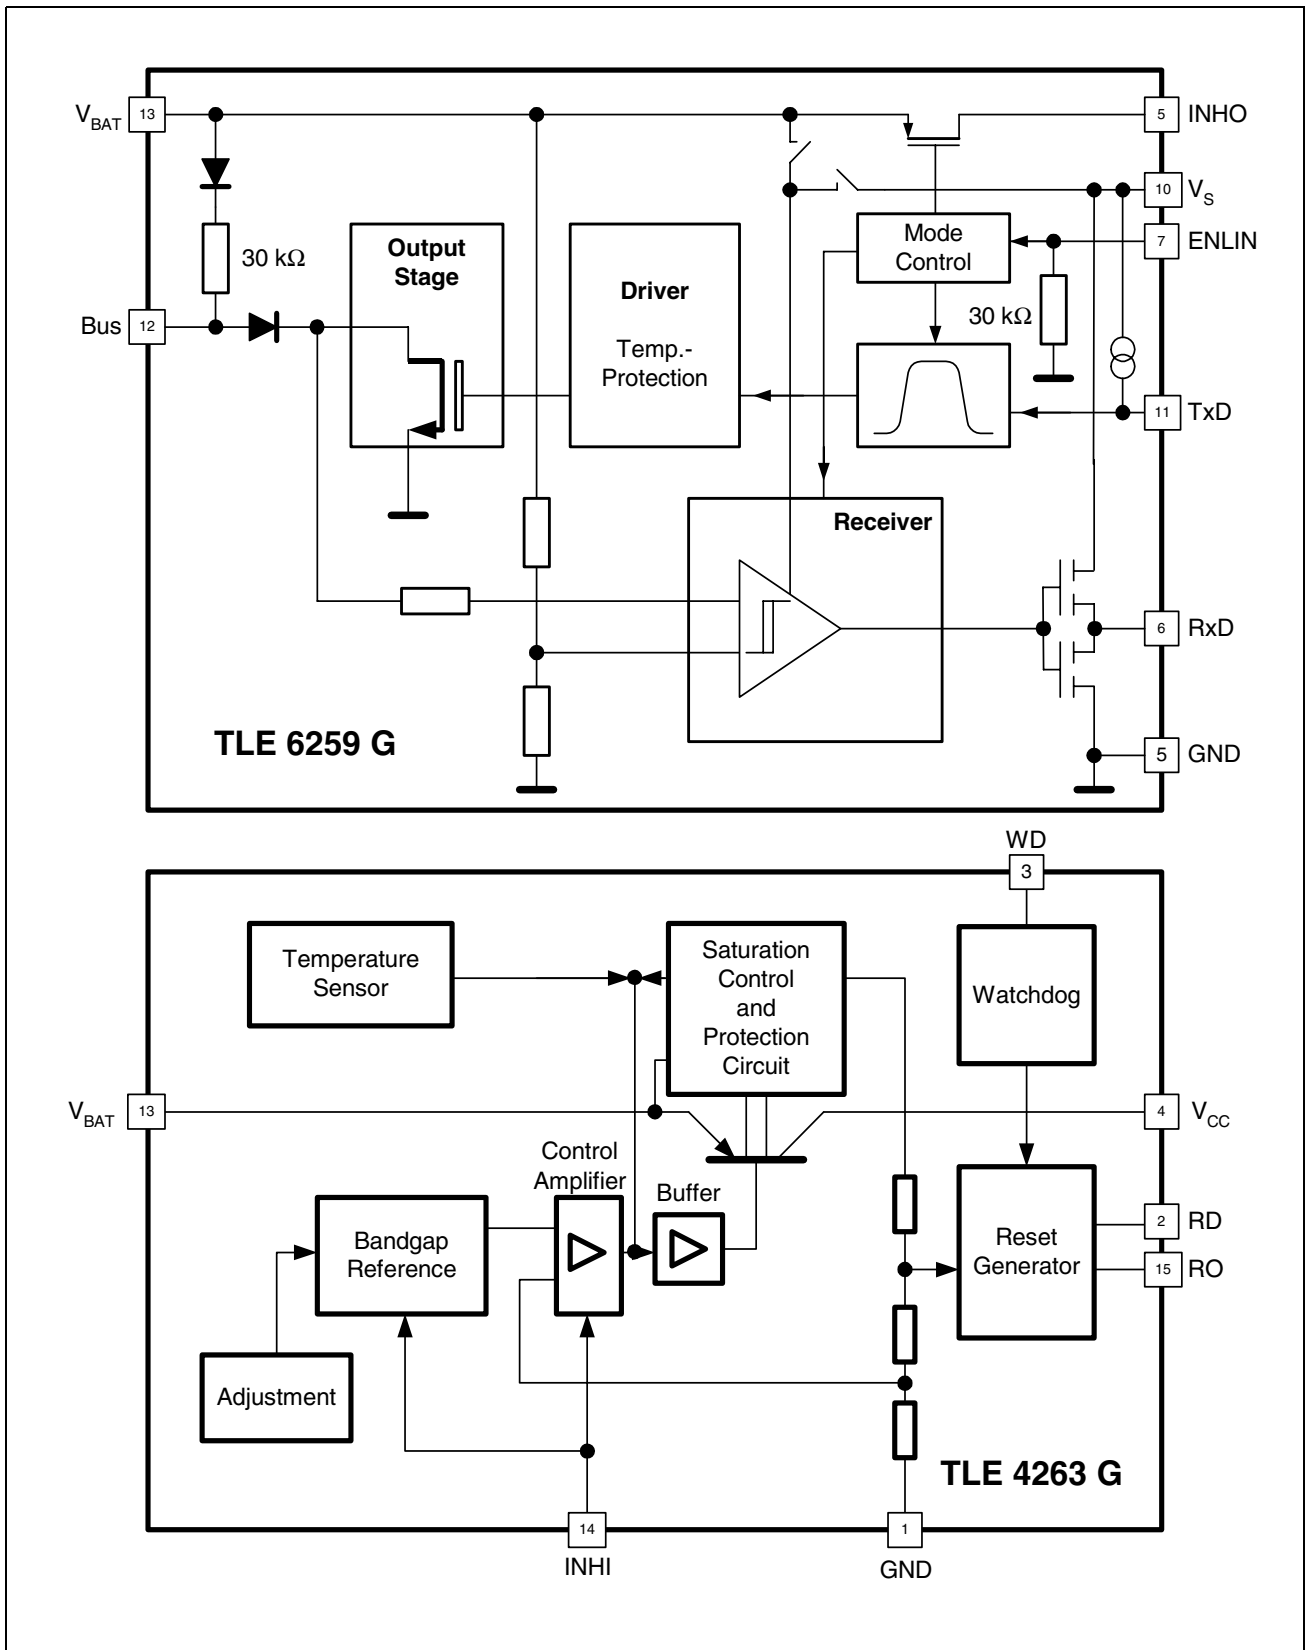 V_BAT
13
5
INHO
10
V_S
Mode
Control
7
ENLIN
Output
Stage
30 kΩ
Driver
30 kΩ
Bus
12
Temp.-
Protection
11
TxD
Receiver
6
RxD
TLE 6259 G
5
GND
WD
3
Temperature
Sensor
Saturation
Control
and
Protection
Circuit
Watchdog
V_BAT
13
4
V_CC
Control
Amplifier
Buffer
Bandgap
Reference
Reset
Generator
2
RD
15
RO
Adjustment
TLE 4263 G
14
INHI
1
GND